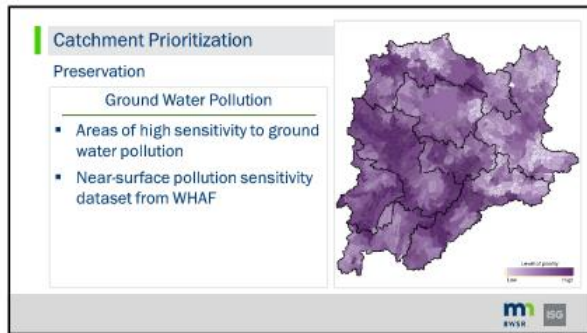 Catchment Prioritization
Preservation
Ground Water Pollution
▪ Areas of high sensitivity to ground
water pollution
▪ Near-surface pollution sensitivity
dataset from WHAF
Level of priority
Low High
mn
BWSR
ISG